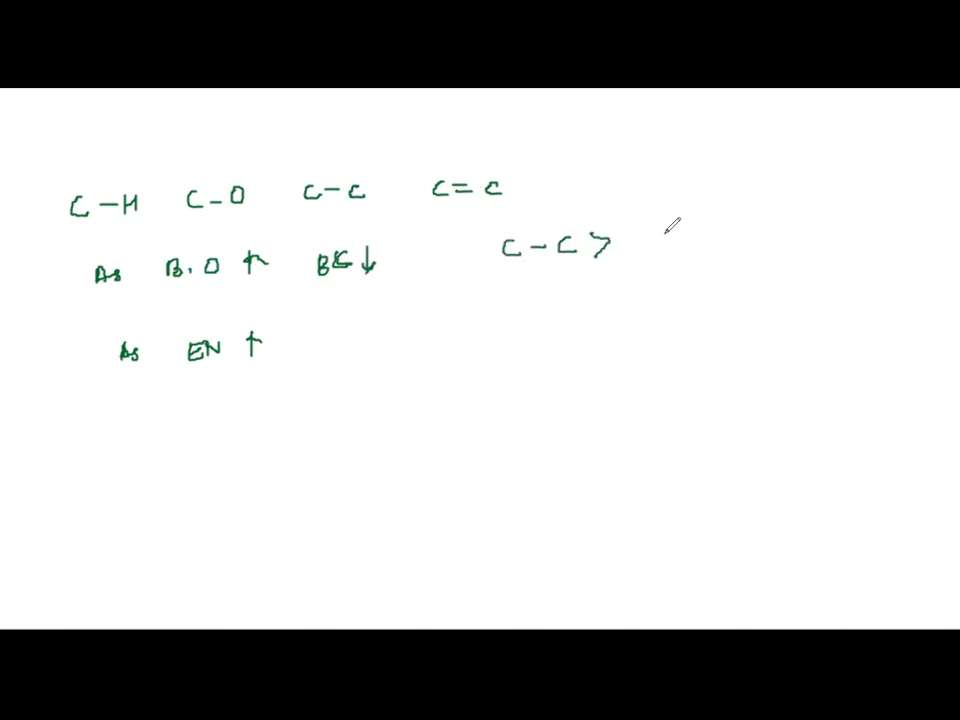 C-H C-O C-C C=C
As B.O ↑ BL ↓ C-C >
As EN ↑